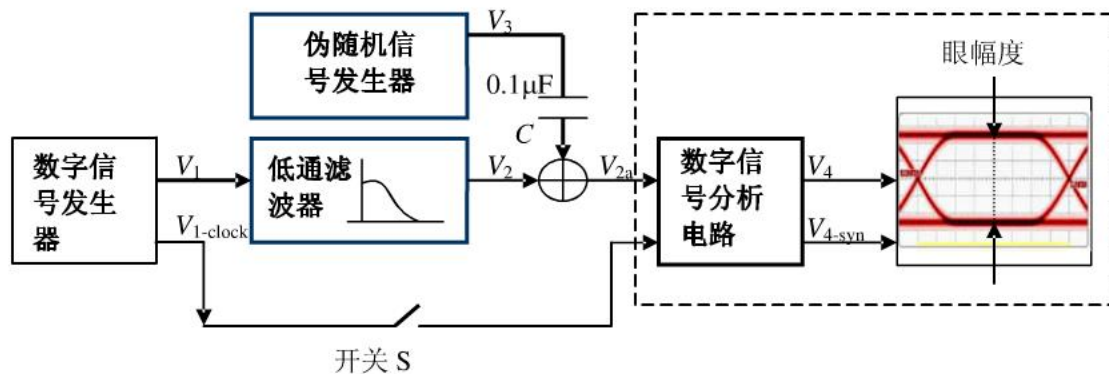 伪随机信
号发生器
V3
眼幅度
0.1μF
C
数字信
号发生
器
V1
低通滤
波器
V2
V2a
数字信
号分析
电路
V4
V1-clock
V4-syn
开关 S